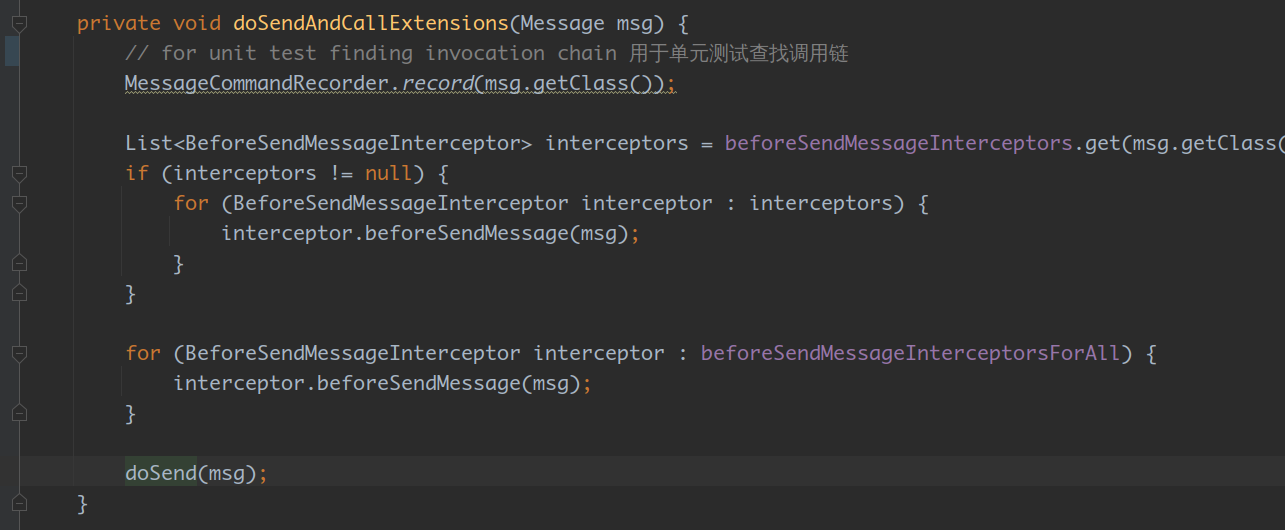 private void doSendAndCallExtensions(Message msg) {
// for unit test finding invocation chain 用于单元测试查找调用链
MessageCommandRecorder.record(msg.getClass());
List<BeforeSendMessageInterceptor> interceptors = beforeSendMessageInterceptors.get(msg.getClass(
if (interceptors != null) {
for (BeforeSendMessageInterceptor interceptor : interceptors) {
interceptor.beforeSendMessage(msg);
}
}
for (BeforeSendMessageInterceptor interceptor : beforeSendMessageInterceptorsForAll) {
interceptor.beforeSendMessage(msg);
}
doSend(msg);
}